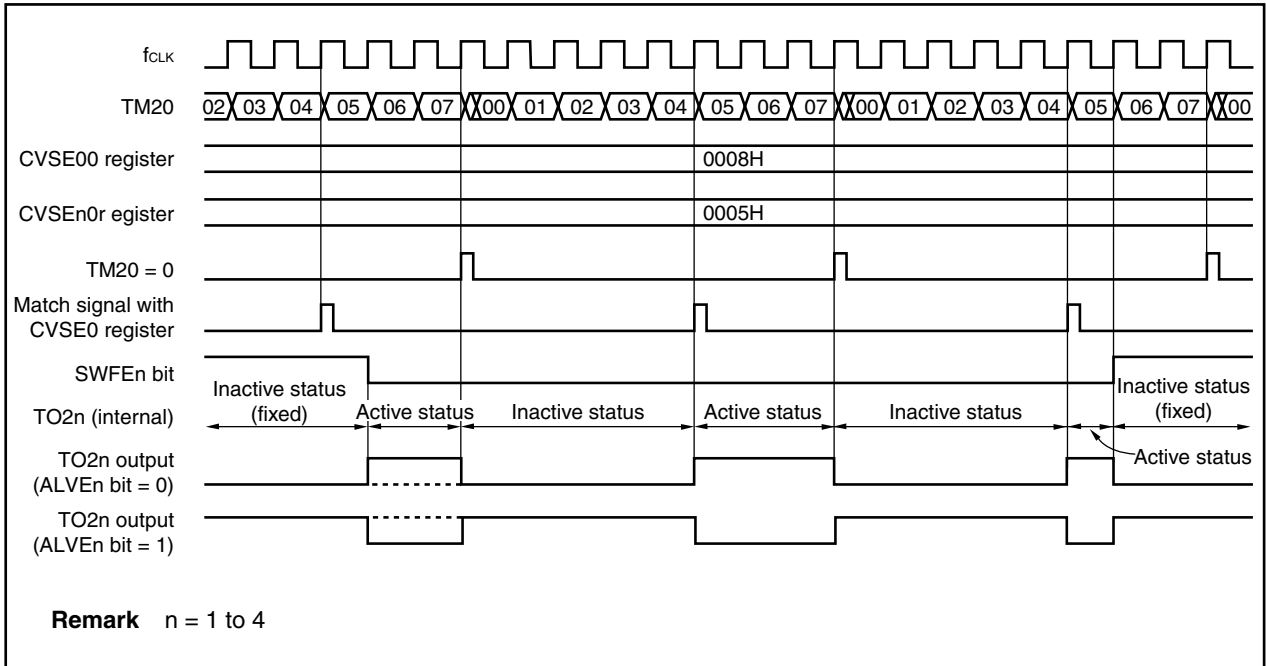 fCLK
TM20 02 03 04 05 06 07 00 01 02 03 04 05 06 07 00 01 02 03 04 05 06 07 00
CVSE00 register 0008H
CVSEn0r egister 0005H
TM20 = 0
Match signal with
CVSE0 register
SWFEn bit
TO2n (internal)
Inactive status
(fixed)
Active status
Inactive status
Active status
Inactive status
Inactive status
(fixed)
Active status
TO2n output
(ALVEn bit = 0)
TO2n output
(ALVEn bit = 1)
Remark n = 1 to 4